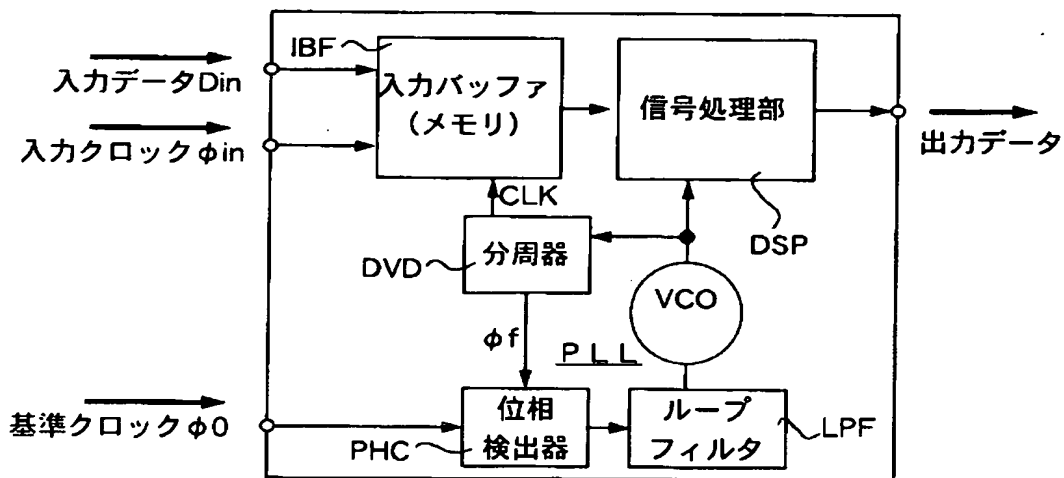 IBF
入力バッファ
(メモリ)
信号処理部
入力データDin
入力クロックφin
出力データ
CLK
DSP
分周器
DVD
VCO
φf
PLL
基準クロックφ0
位相
検出器
PHC
ループ
フィルタ
LPF